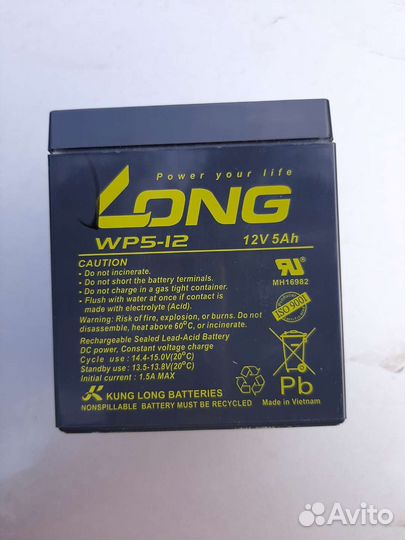 Power your life
LONG
WP5-12 12V 5Ah
CAUTION
• Do not incinerate.
• Do not short the battery terminals.
• Do not charge in a gas tight container.
• Flush with water at once if contact is
made with electrolyte (Acid).
Warning: Risk of fire, explosion, or burns. Do not
disassemble, heat above 60°C, or incinerate.
Rechargeable Sealed Lead-Acid Battery
DC power, Constant voltage charge
Cycle use : 14.4-15.0V(20°C)
Standby use : 13.5-13.8V(20°C)
Initial current : 1.5A MAX
KUNG LONG BATTERIES
NONSPILLABLE BATTERY MUST BE RECYCLED
RU
MH16982
ISO 9001
Pb
Made in Vietnam
Avito